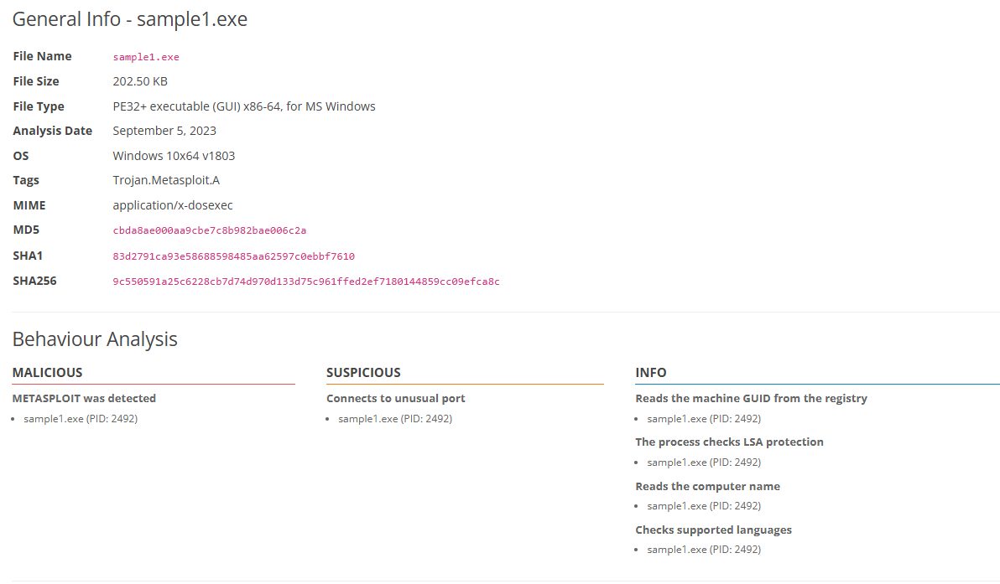 General Info - sample1.exe
File Name sample1.exe
File Size 202.50 KB
File Type PE32+ executable (GUI) x86-64, for MS Windows
Analysis Date September 5, 2023
OS Windows 10x64 v1803
Tags Trojan.Metasploit.A
MIME application/x-dosexec
MD5 cbda8ae000aa9cbe7c8b982bae006c2a
SHA1 83d2791ca93e58688598485aa62597c0ebbf7610
SHA256 9c550591a25c6228cb7d74d970d133d75c961ffed2ef7180144859cc09efca8c
Behaviour Analysis
MALICIOUS
METASPLOIT was detected
sample1.exe (PID: 2492)
SUSPICIOUS
Connects to unusual port
sample1.exe (PID: 2492)
INFO
Reads the machine GUID from the registry
sample1.exe (PID: 2492)
The process checks LSA protection
sample1.exe (PID: 2492)
Reads the computer name
sample1.exe (PID: 2492)
Checks supported languages
sample1.exe (PID: 2492)